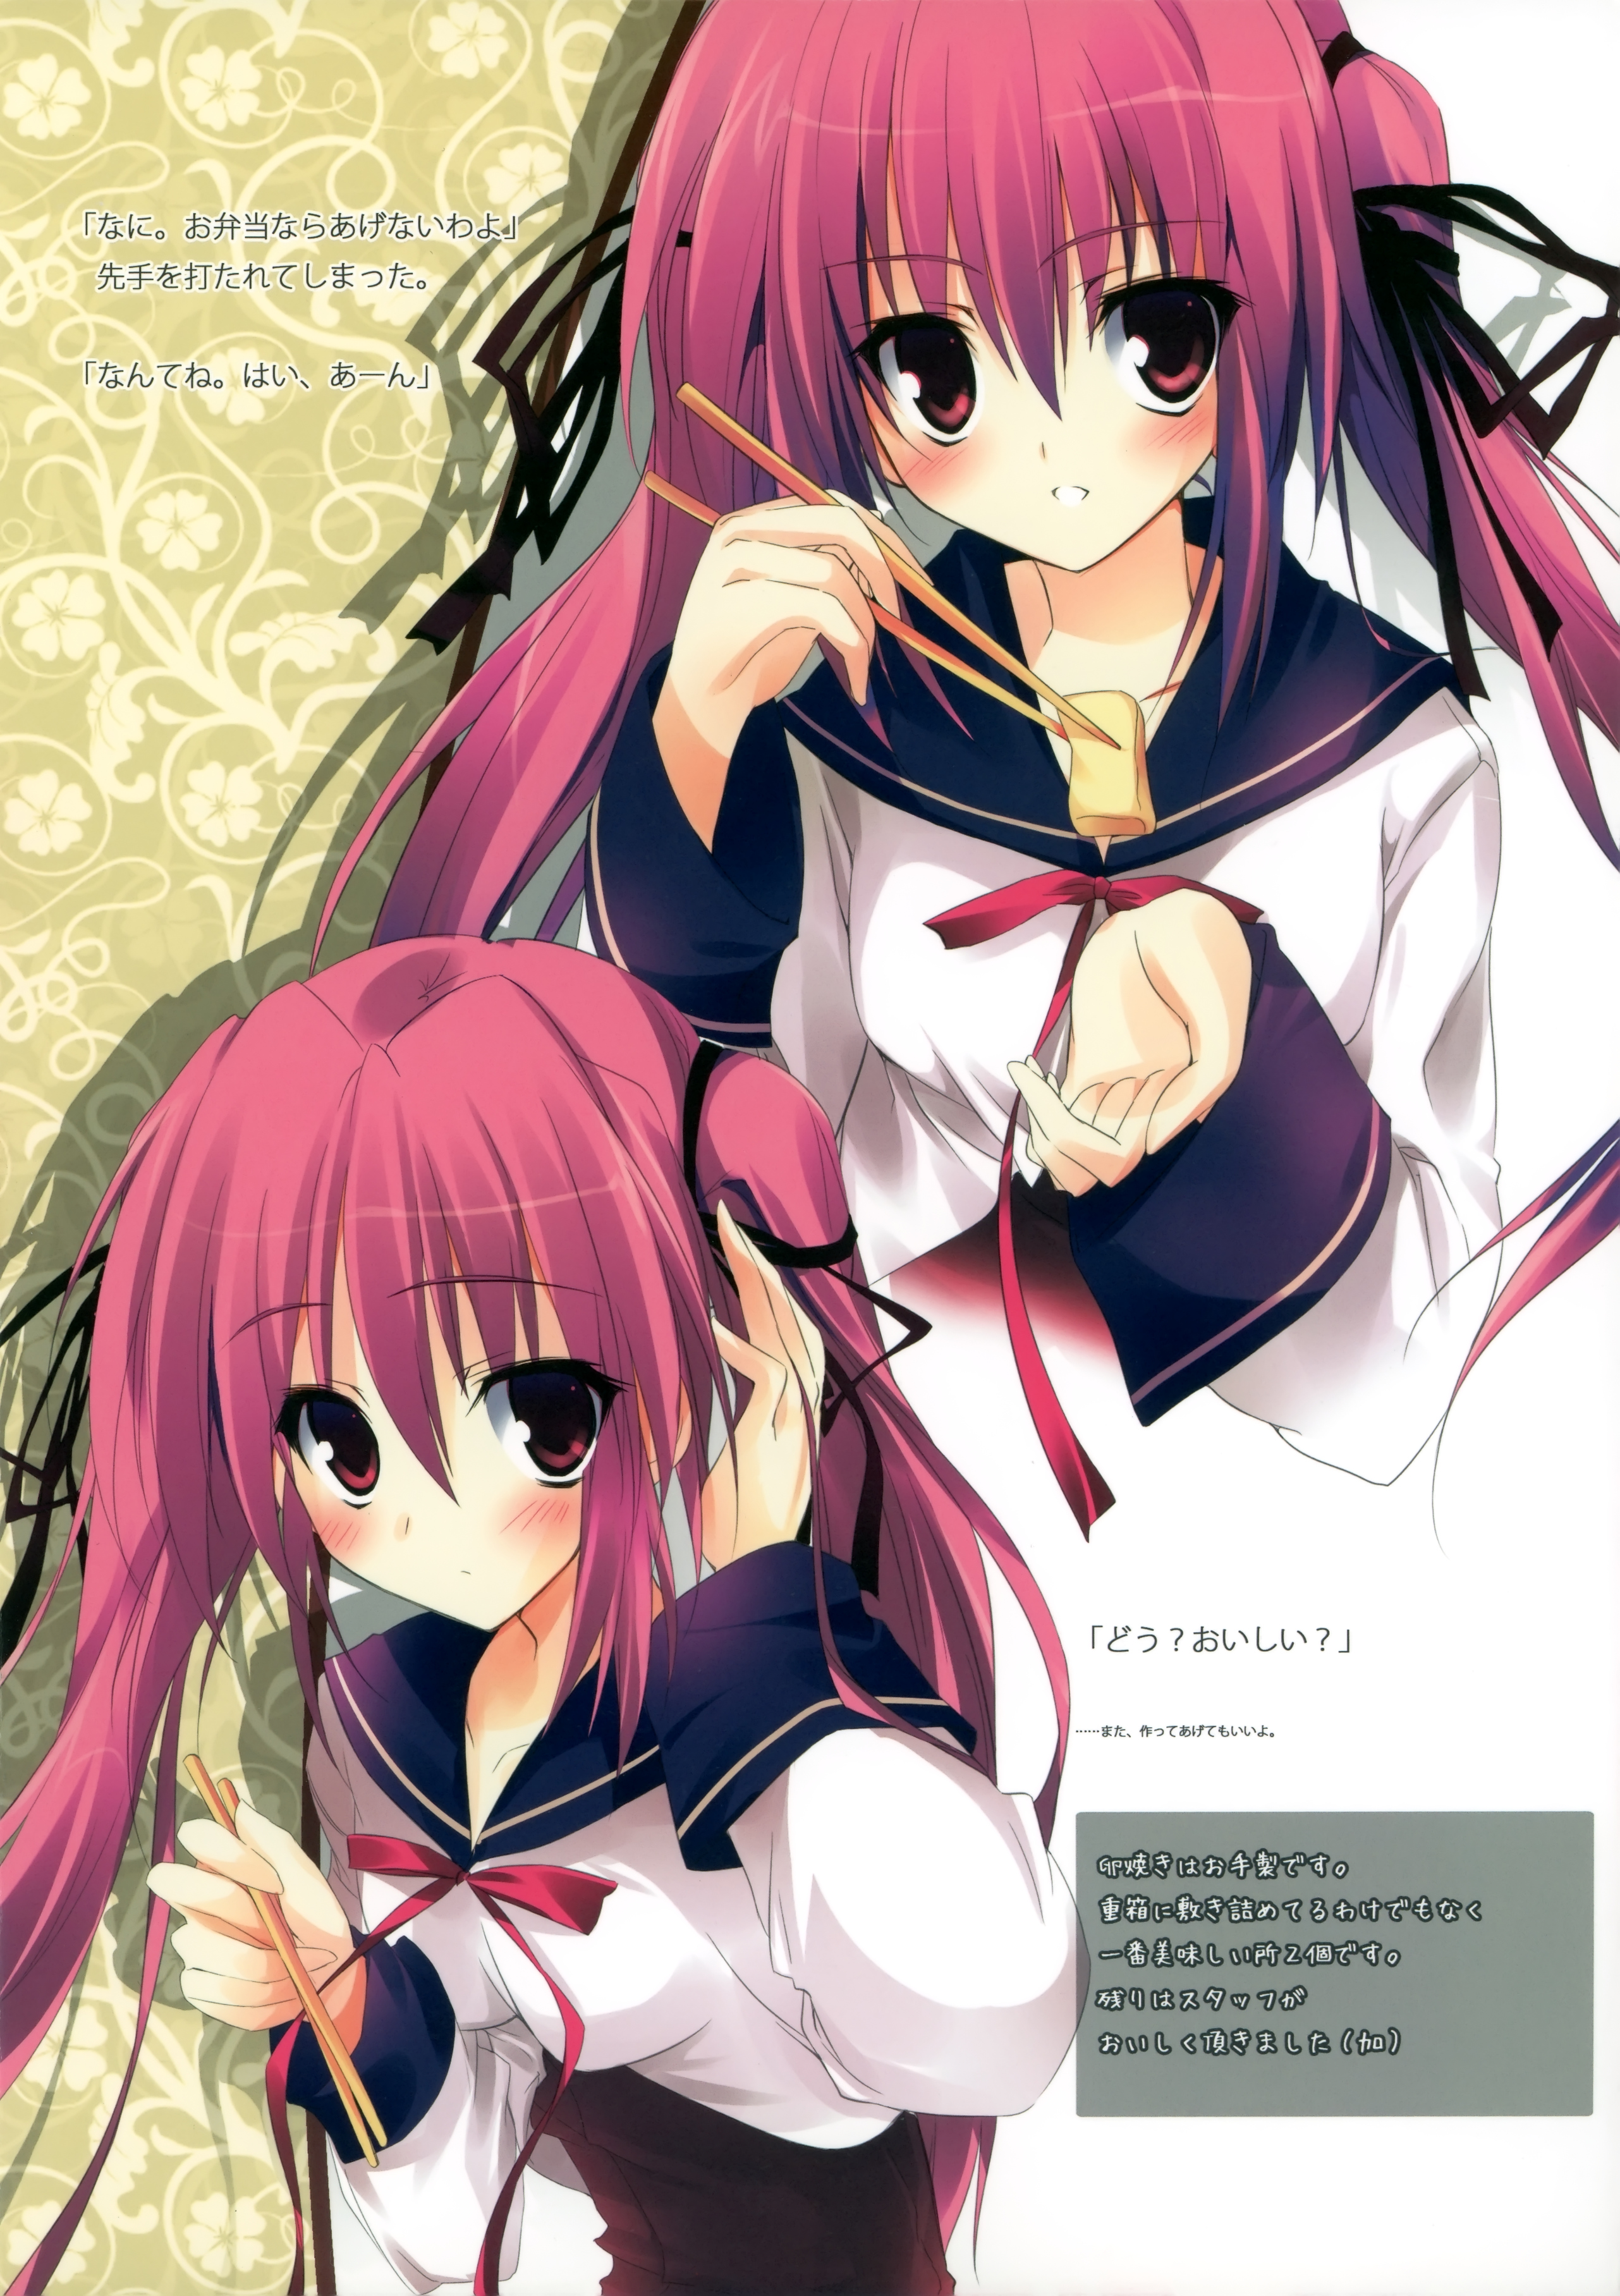 「なに。お弁当ならあげないわよ」
先手を打たれてしまった。
「なんてね。はい、あーん」
「どう？おいしい？」
……また、作ってあげてもいいよ。
卵焼きはお手製です。
重箱に敷き詰めてるわけでもなく
一番美味しい所２個です。
残りはスタッフが
おいしく頂きました（加）